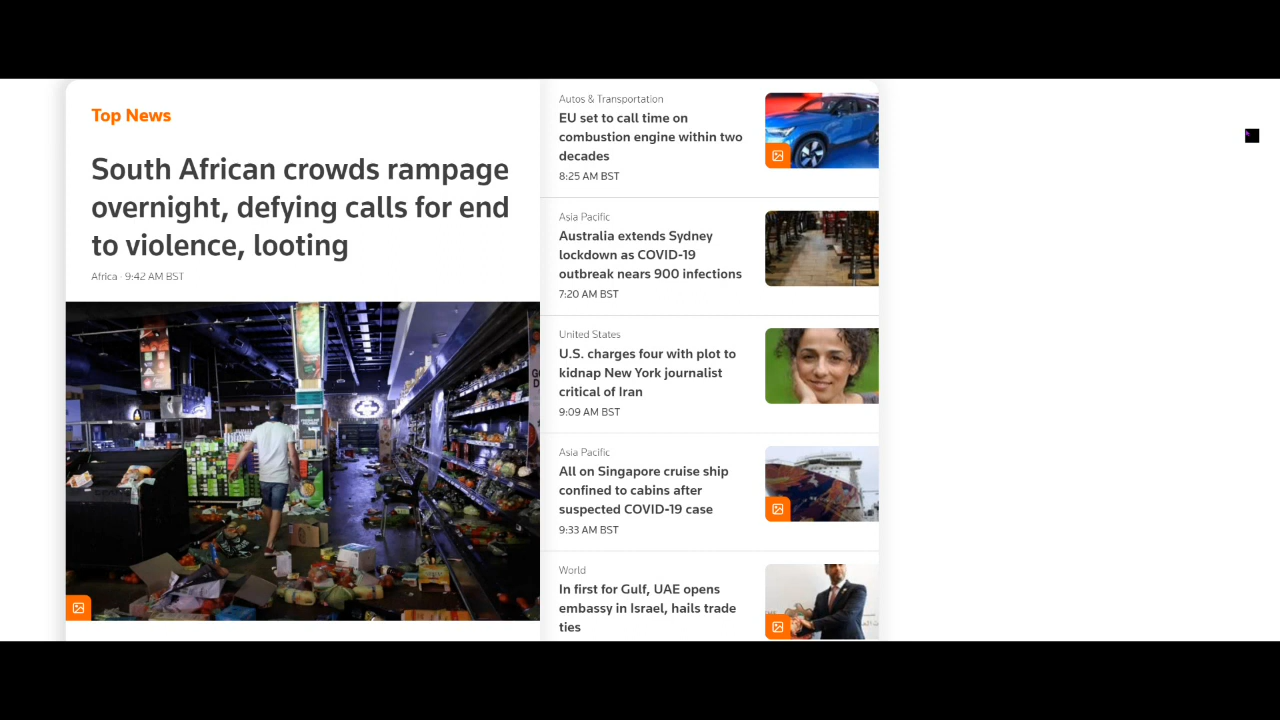 Top News
South African crowds rampage
overnight, defying calls for end
to violence, looting
Africa · 9:42 AM BST
Autos & Transportation
EU set to call time on
combustion engine within two
decades
8:25 AM BST
Asia Pacific
Australia extends Sydney
lockdown as COVID-19
outbreak nears 900 infections
7:20 AM BST
United States
U.S. charges four with plot to
kidnap New York journalist
critical of Iran
9:09 AM BST
Asia Pacific
All on Singapore cruise ship
confined to cabins after
suspected COVID-19 case
9:33 AM BST
World
In first for Gulf, UAE opens
embassy in Israel, hails trade
ties